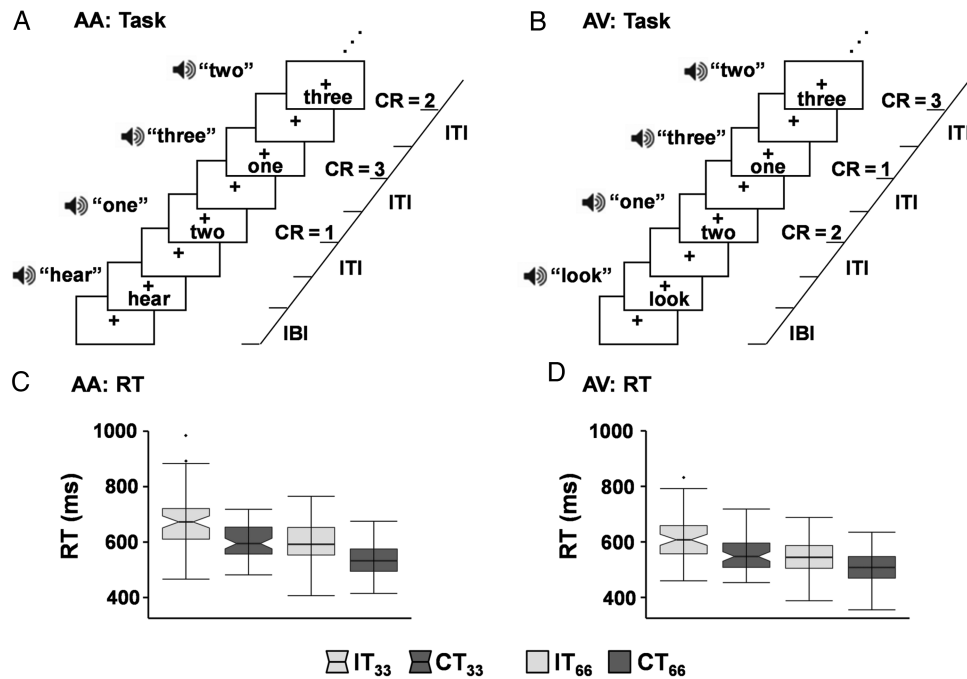 A AA: Task
"two"
+
three
CR = 2
ITI
+
"three"
+
one
CR = 3
ITI
+
"one"
+
two
CR = 1
ITI
+
"hear"
+
hear
IBI
+
B AV: Task
"two"
+
three
CR = 3
ITI
+
"three"
+
one
CR = 1
ITI
+
"one"
+
two
CR = 2
ITI
+
"look"
+
look
IBI
+
C AA: RT
RT (ms)
1000
800
600
400
D AV: RT
RT (ms)
1000
800
600
400
IT33 CT33 IT66 CT66